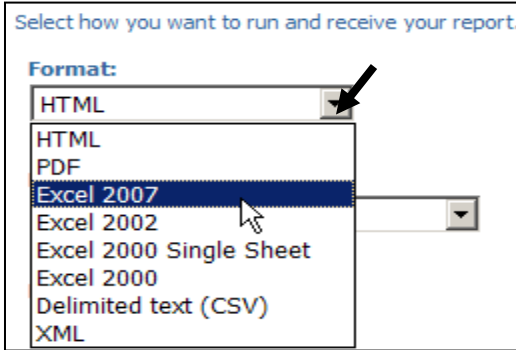 Select how you want to run and receive your report.
Format:
HTML
HTML
PDF
Excel 2007
Excel 2002
Excel 2000 Single Sheet
Excel 2000
Delimited text (CSV)
XML